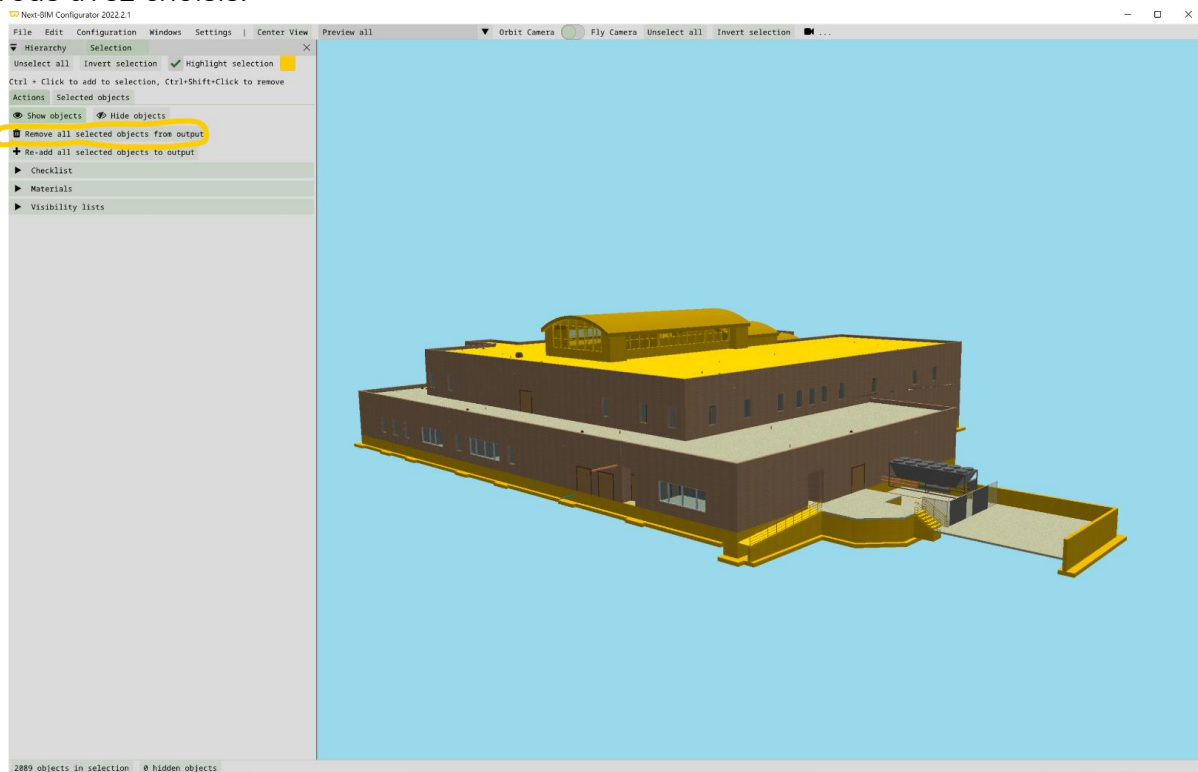 Next-BIM Configurator 2022.2.1
File Edit Configuration Windows Settings | Center View Preview all Orbit Camera Fly Camera Unselect all Invert selection ...
Hierarchy Selection
Unselect all Invert selection Highlight selection
Ctrl + Click to add to selection, Ctrl+Shift+Click to remove
Actions Selected objects
Show objects Hide objects
Remove all selected objects from output
Re-add all selected objects to output
Checklist
Materials
Visibility lists
2089 objects in selection 0 hidden objects